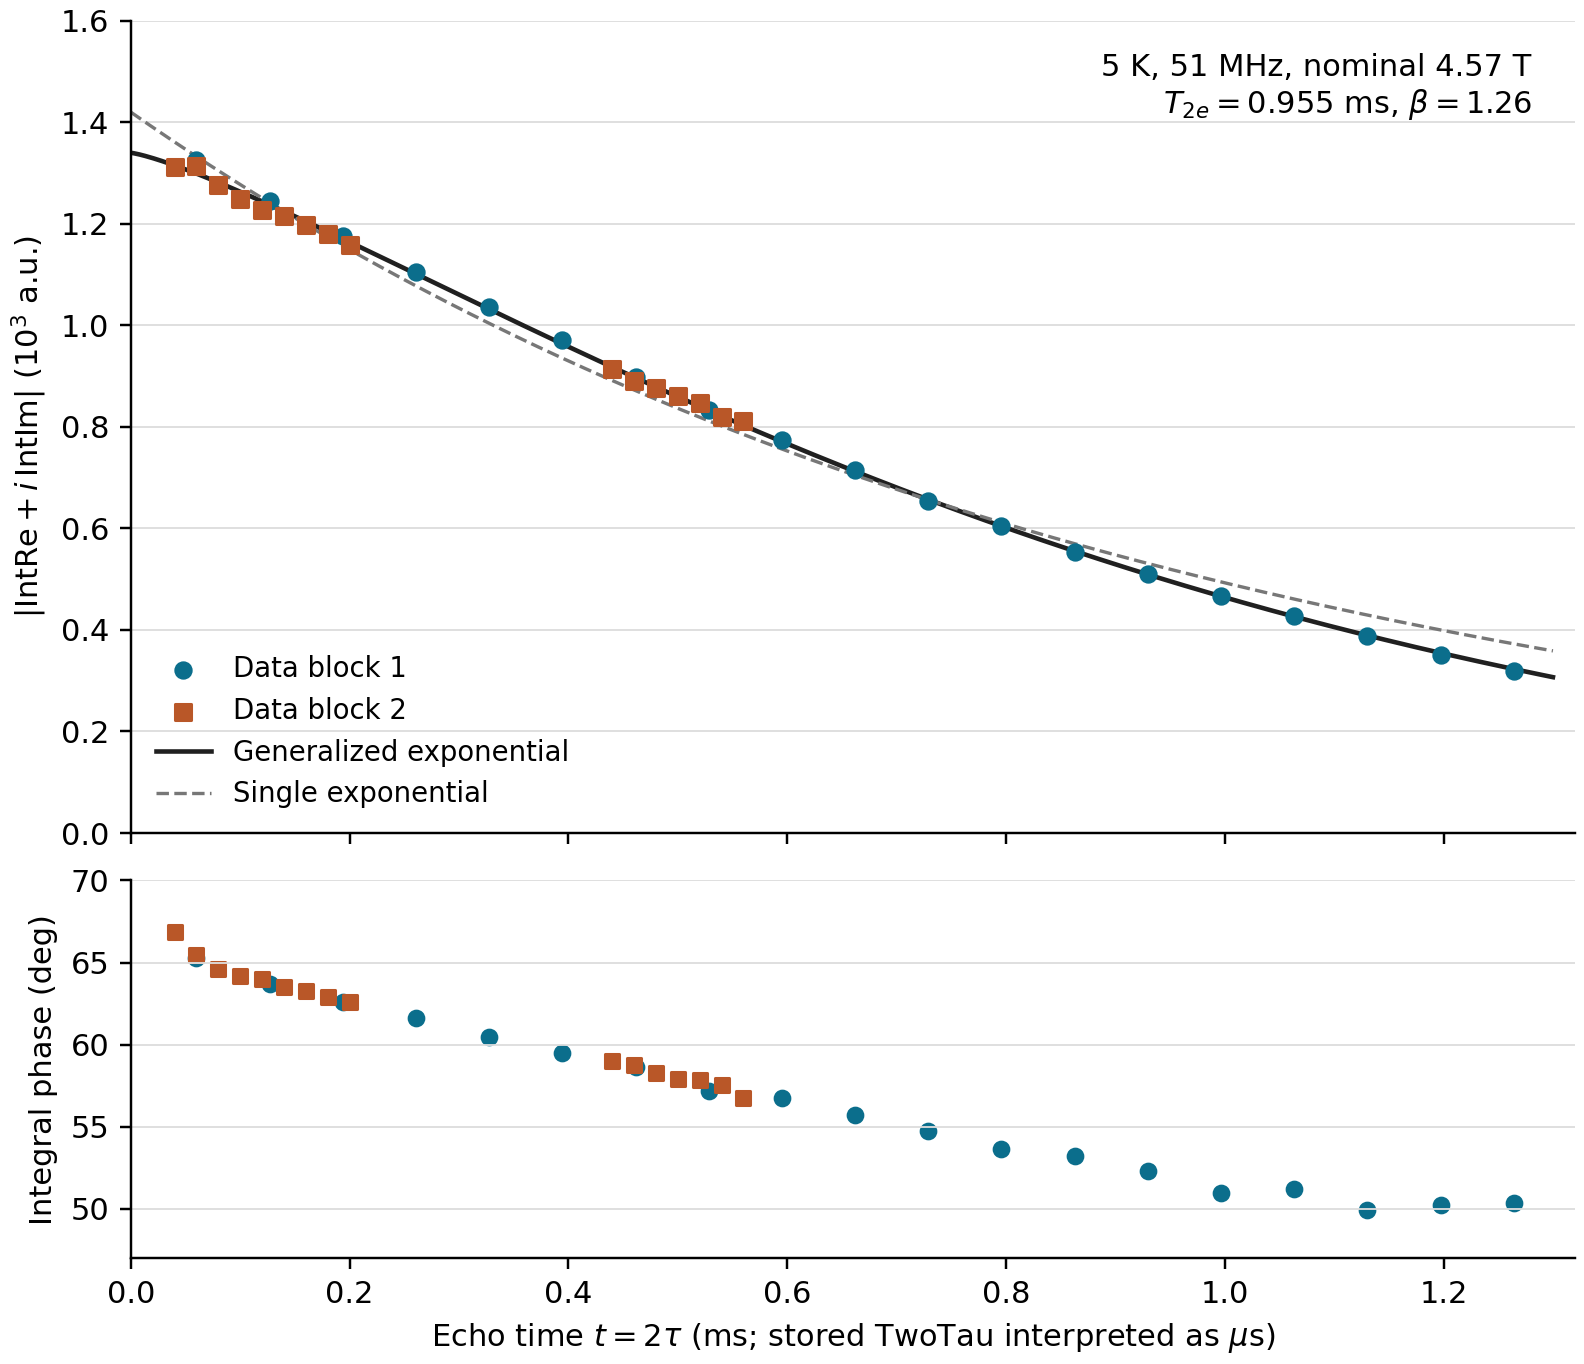 1.6
1.4
1.2
1.0
0.8
0.6
0.4
0.2
0.0
|IntRe + i IntIm| (10³ a.u.)
5 K, 51 MHz, nominal 4.57 T
T₂ₑ = 0.955 ms, β = 1.26
Data block 1
Data block 2
Generalized exponential
Single exponential
70
65
60
55
50
Integral phase (deg)
0.0 0.2 0.4 0.6 0.8 1.0 1.2
Echo time t = 2τ (ms; stored TwoTau interpreted as μs)